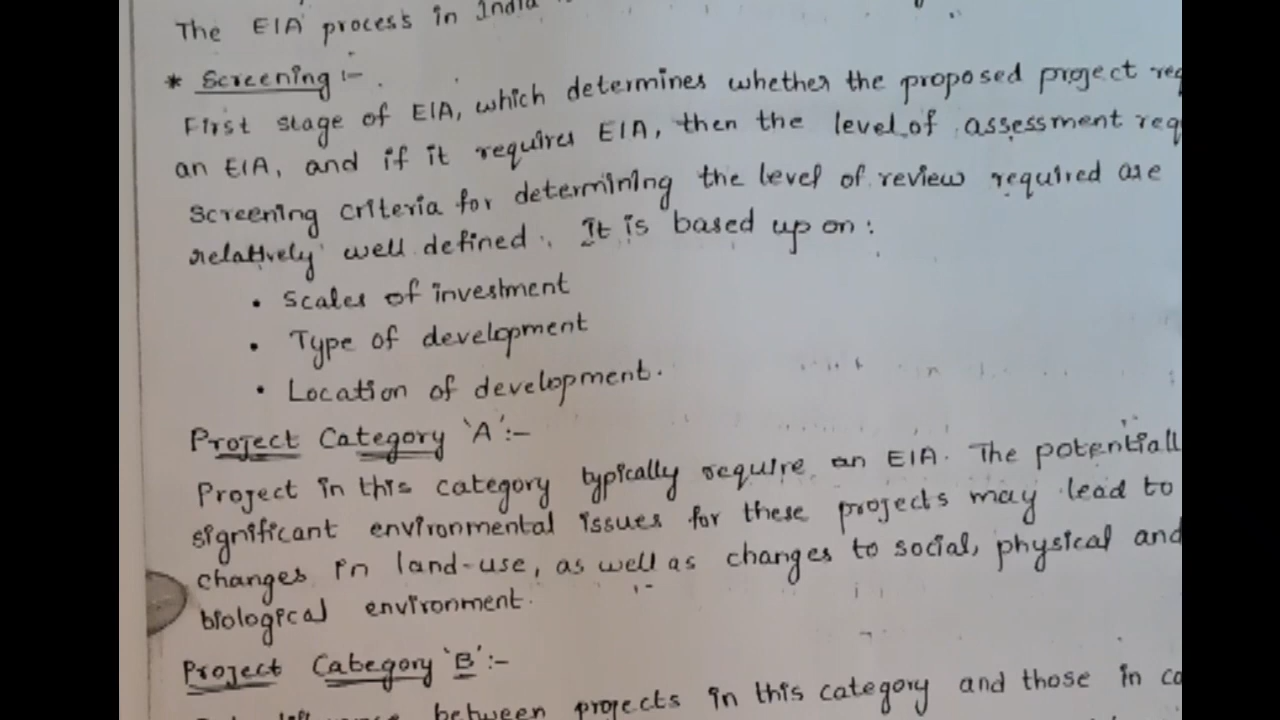 The EIA process in India
* Screening :-
First stage of EIA, which determines whether the proposed project req
an EIA, and if it requires EIA, then the level of assessment req
Screening criteria for determining the level of review required are
relatively well defined. It is based up on:
• Scales of investment
• Type of development
• Location of development.
Project Category 'A':-
Project in this category typically require an EIA. The potentiall
significant environmental issues for these projects may lead to
changes in land-use, as well as changes to social, physical and
biological environment.
Project Category 'B':-
between projects in this category and those in ca